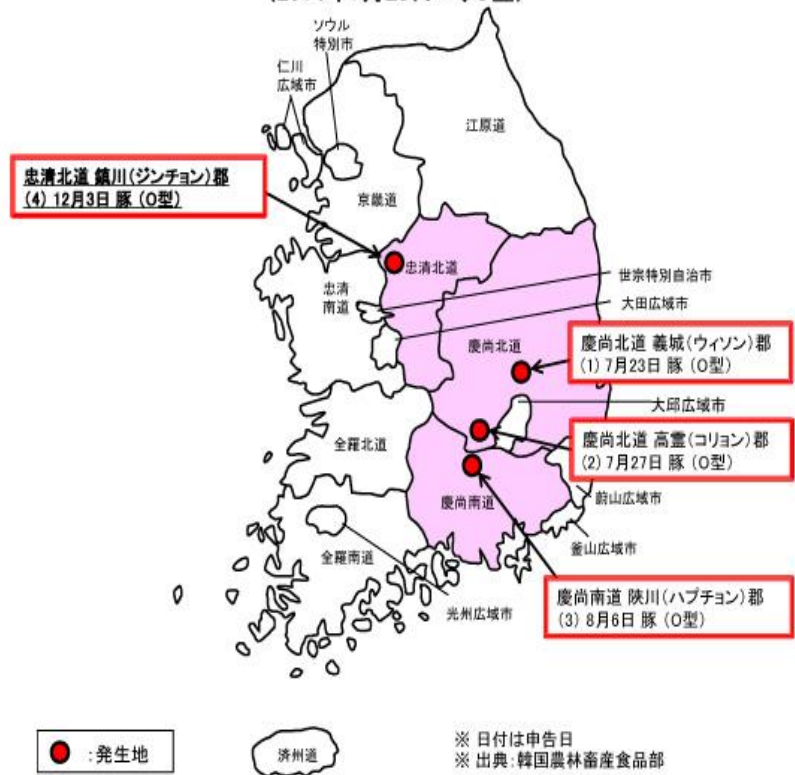 ソウル
特別市
仁川
広域市
江原道
忠清北道 鎮川(ジンチョン)郡
(4) 12月3日 豚 (O型)
京畿道
忠清北道
忠清
南道
世宗特別自治市
大田広域市
慶尚北道
慶尚北道 義城(ウィソン)郡
(1) 7月23日 豚 (O型)
大邱広域市
全羅北道
慶尚北道 高霊(コリョン)郡
(2) 7月27日 豚 (O型)
慶尚南道
蔚山広域市
釜山広域市
全羅南道
光州広域市
慶尚南道 陜川(ハプチョン)郡
(3) 8月6日 豚 (O型)
:発生地
済州道
※ 日付は申告日
※ 出典:韓国農林畜産食品部